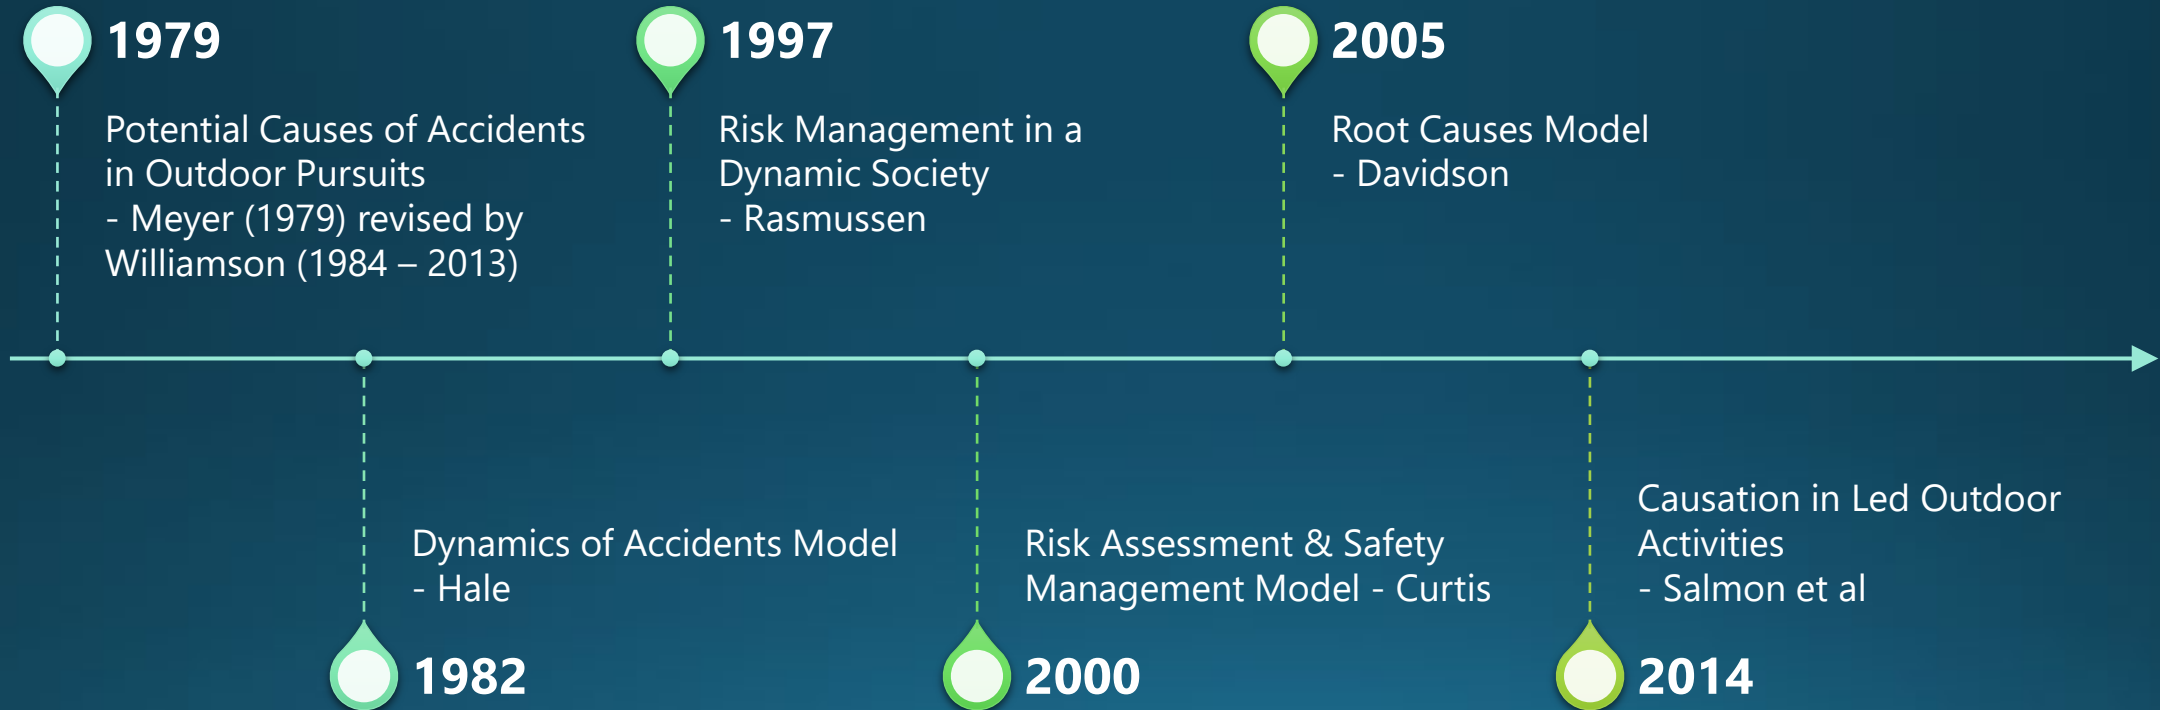 1979
Potential Causes of Accidents
in Outdoor Pursuits
- Meyer (1979) revised by
Williamson (1984 – 2013)
1997
Risk Management in a
Dynamic Society
- Rasmussen
2005
Root Causes Model
- Davidson
Dynamics of Accidents Model
- Hale
1982
Risk Assessment & Safety
Management Model - Curtis
2000
Causation in Led Outdoor
Activities
- Salmon et al
2014